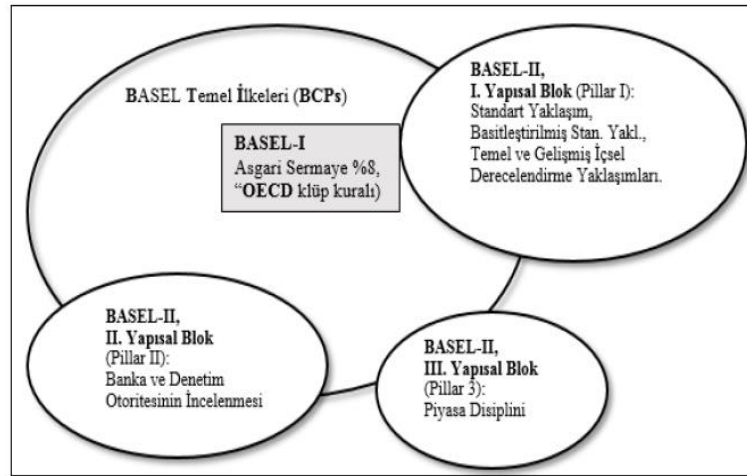 BASEL Temel İlkeleri (BCPs)
BASEL-I
Asgari Sermaye %8,
“OECD klüp kuralı)
BASEL-II,
I. Yapısal Blok (Pillar I):
Standart Yaklaşım,
Basitleştirilmiş Stan. Yakl.,
Temel ve Gelişmiş İçsel
Derecelendirme Yaklaşımları.
BASEL-II,
II. Yapısal Blok
(Pillar II):
Banka ve Denetim
Otoritesinin İncelenmesi
BASEL-II,
III. Yapısal Blok
(Pillar 3):
Piyasa Disiplini